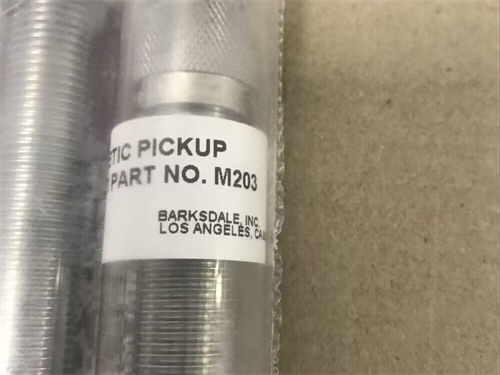 ETIC PICKUP
PART NO. M203
BARKSDALE, INC
LOS ANGELES, CA